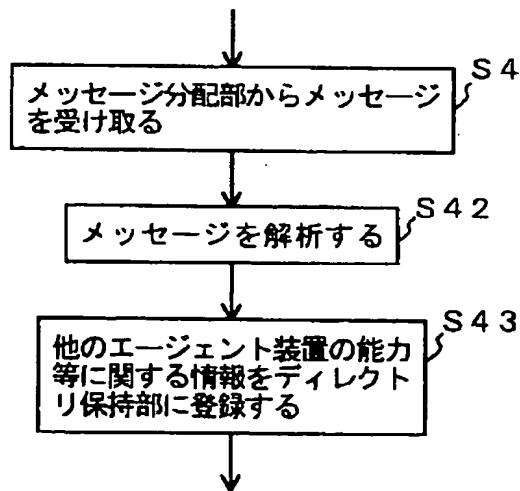 S4
メッセージ分配部からメッセージ
を受け取る
S42
メッセージを解析する
S43
他のエージェント装置の能力
等に関する情報をディレクト
リ保持部に登録する